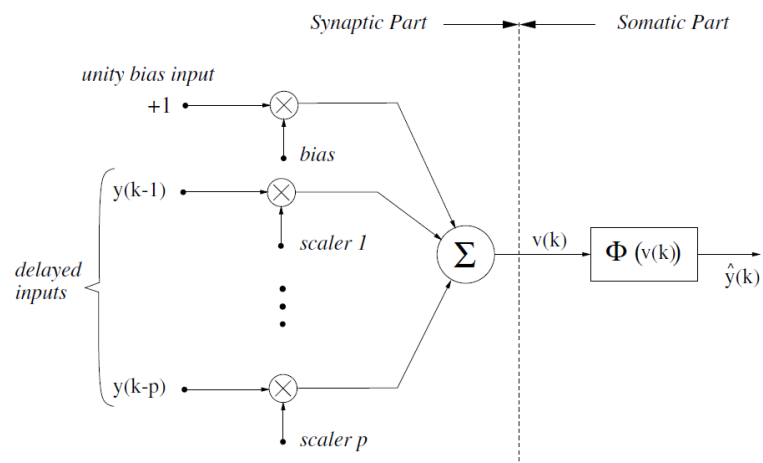 Synaptic Part
Somatic Part
unity bias input
+1
bias
y(k-1)
scaler 1
delayed
inputs
Σ
v(k)
Φ (v(k))
ŷ(k)
y(k-p)
scaler p